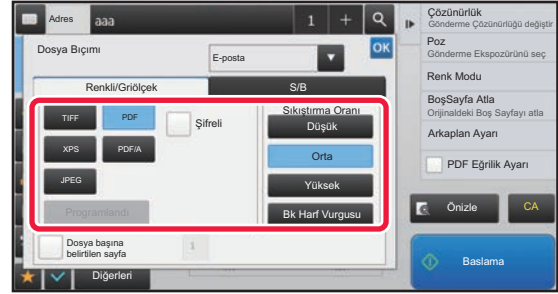 Adres
aaa
1
Dosya Bıçımı
E-posta
OK
Renkli/Griölçek
S/B
TIFF
PDF
Şifreli
XPS
PDF/A
JPEG
Programlandı
Sıkıştırma Oranı
Düşük
Orta
Yüksek
Bk Harf Vurgusu
Dosya başına
belirtilen sayfa
1
Diğerleri
Çözünürlük
Gönderme Çözünürlüğü değiştir
Poz
Gönderme Ekspozürünü seç
Renk Modu
BoşSayfa Atla
Orijinaldeki Boş Sayfayı atla
Arkaplan Ayarı
PDF Eğrilik Ayarı
Önizle
CA
Baslama